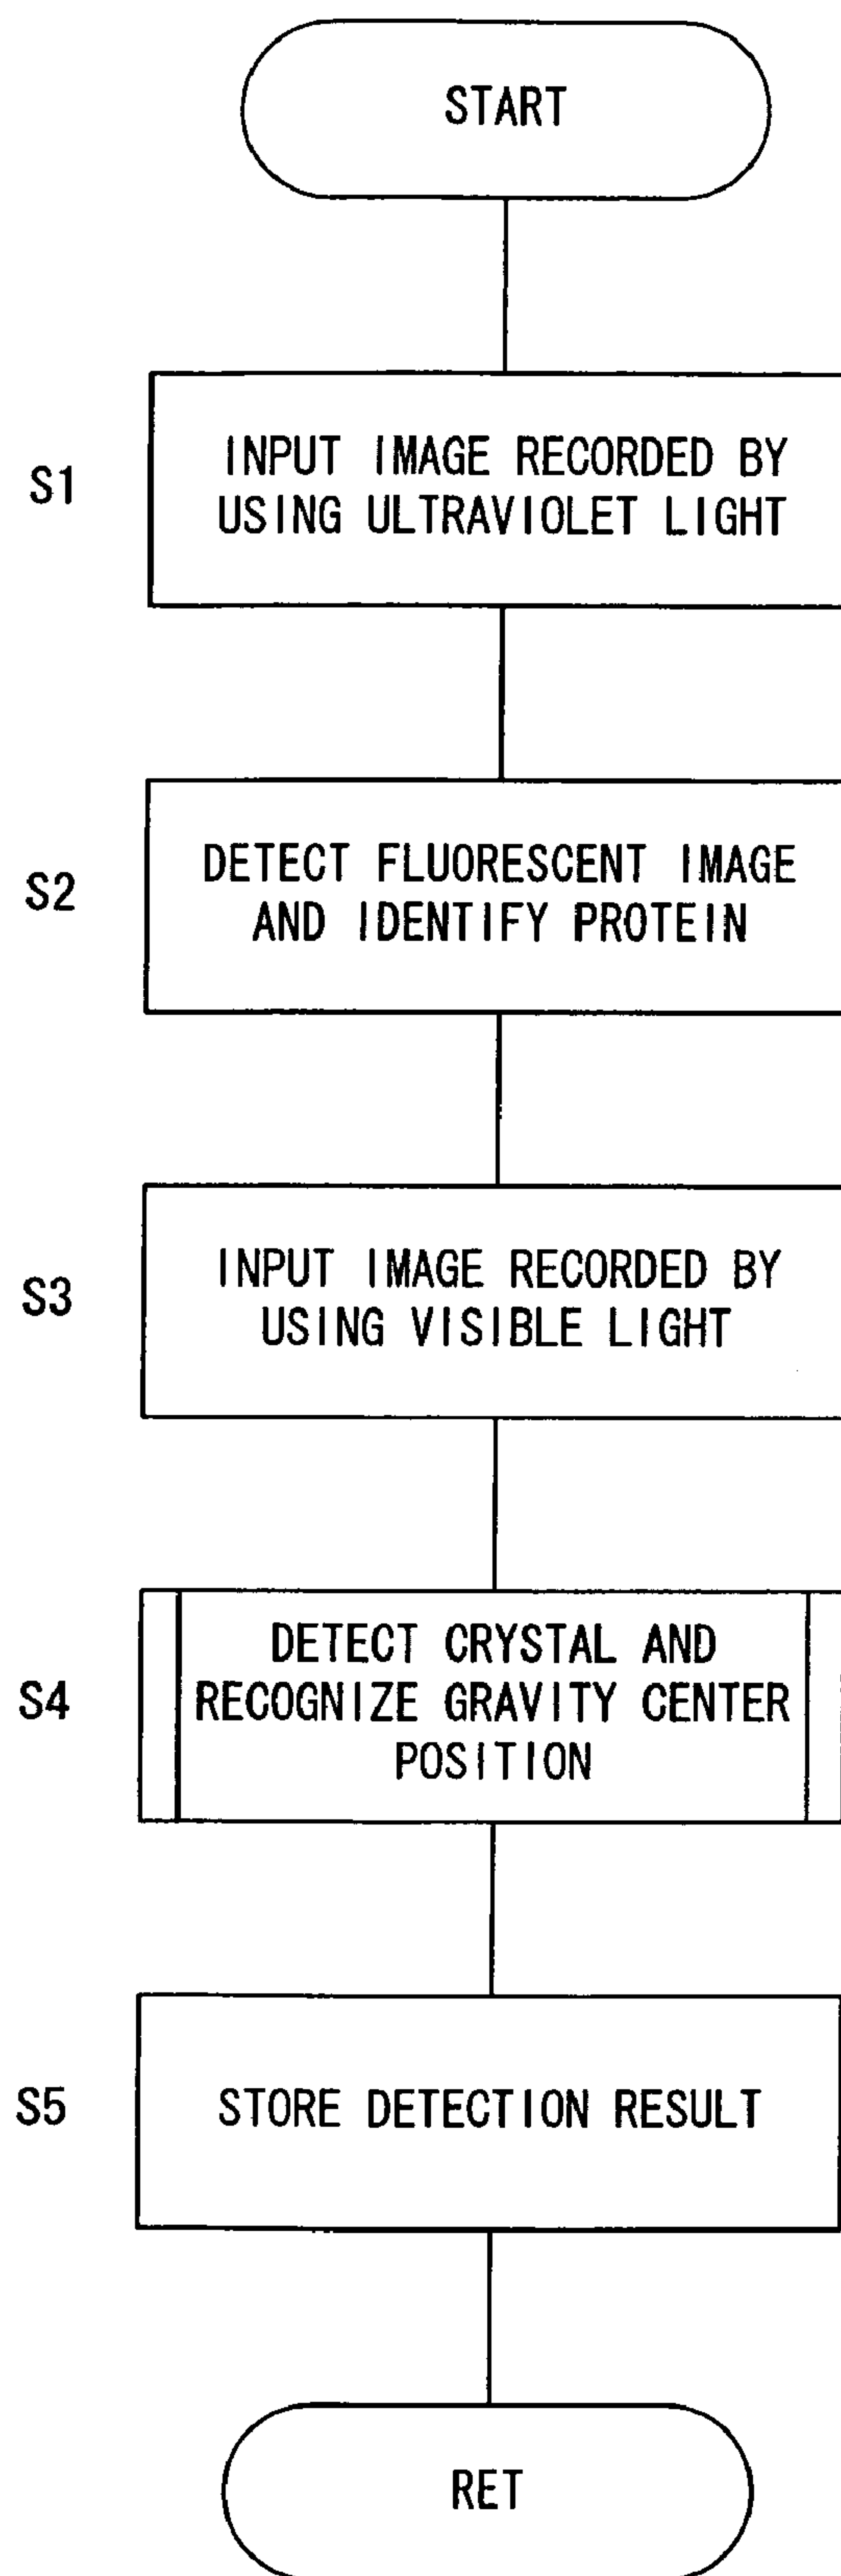 START
S1
INPUT IMAGE RECORDED BY
USING ULTRAVIOLET LIGHT
S2
DETECT FLUORESCENT IMAGE
AND IDENTIFY PROTEIN
S3
INPUT IMAGE RECORDED BY
USING VISIBLE LIGHT
S4
DETECT CRYSTAL AND
RECOGNIZE GRAVITY CENTER
POSITION
S5
STORE DETECTION RESULT
RET